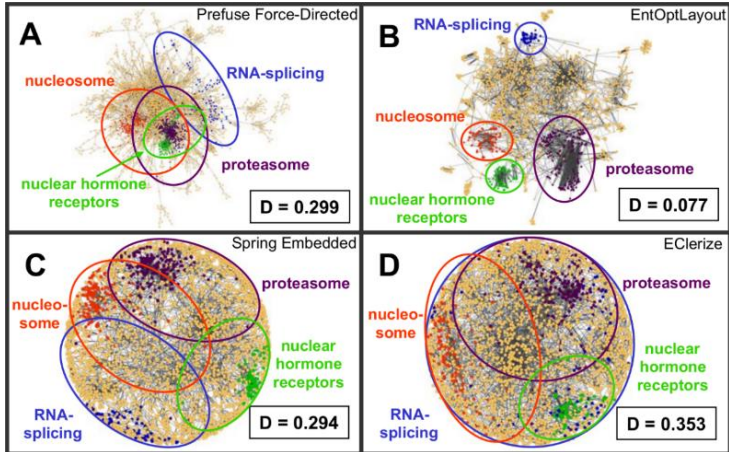 A
Prefuse Force-Directed
nucleosome
RNA-splicing
proteasome
nuclear hormone
receptors
D = 0.299
B
EntOptLayout
RNA-splicing
nucleosome
proteasome
nuclear hormone
receptors
D = 0.077
C
Spring Embedded
proteasome
nucleo-
some
nuclear
hormone
receptors
RNA-
splicing
D = 0.294
D
EClerize
proteasome
nucleo-
some
nuclear
hormone
receptors
RNA-
splicing
D = 0.353